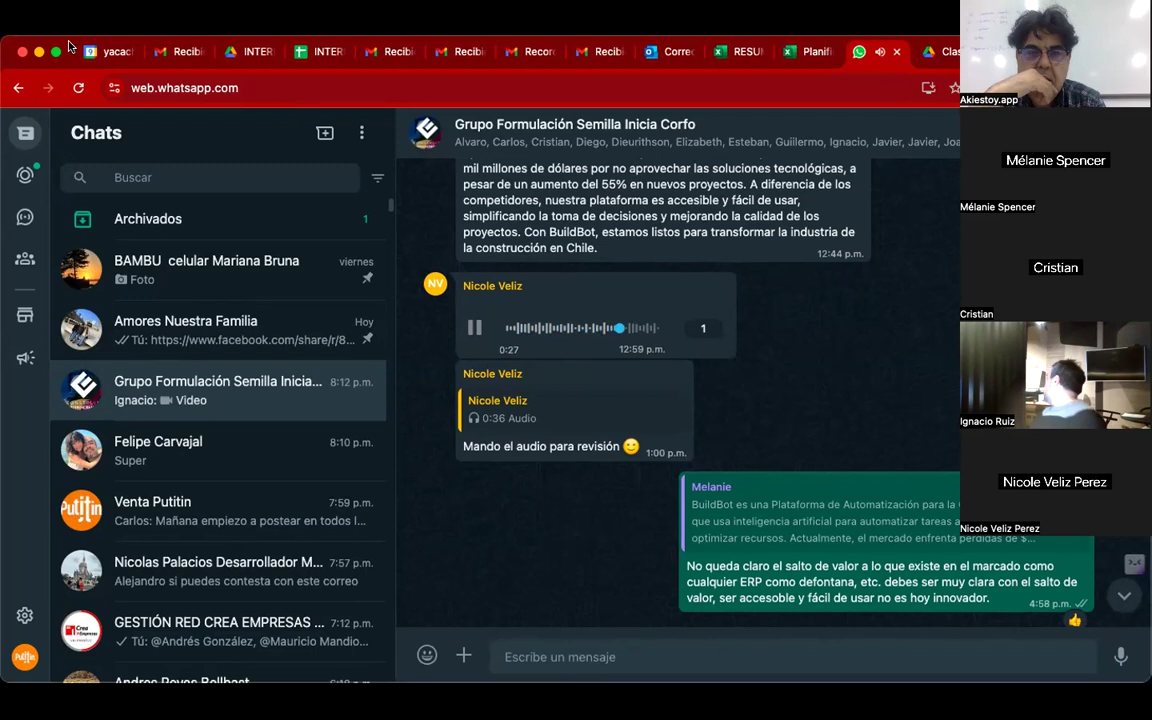 yacac
Recibi
INTER
INTER
Recibi
Recibi
Recor
Recibi
Corre
RESU
Planifi
Clas
web.whatsapp.com
Chats
Buscar
Archivados
1
BAMBU celular Mariana Bruna
viernes
Foto
Amores Nuestra Familia
Hoy
Tú: https://www.facebook.com/share/r/8...
Grupo Formulación Semilla Inicia...
8:12 p.m.
Ignacio: Video
Felipe Carvajal
8:10 p.m.
Super
Venta Putitin
7:59 p.m.
Carlos: Mañana empiezo a postear en todos l...
Nicolas Palacios Desarrollador M...
7:57 p.m.
Alejandro si puedes contesta con este correo
GESTIÓN RED CREA EMPRESAS ...
7:12 p.m.
Tú: @Andrés González, @Mauricio Mandio...
Grupo Formulación Semilla Inicia Corfo
Alvaro, Carlos, Cristian, Diego, Dieurithson, Elizabeth, Esteban, Guillermo, Ignacio, Javier, Javier, Joa
mil millones de dólares por no aprovechar las soluciones tecnológicas, a
pesar de un aumento del 55% en nuevos proyectos. A diferencia de los
competidores, nuestra plataforma es accesible y fácil de usar,
simplificando la toma de decisiones y mejorando la calidad de los
proyectos. Con BuildBot, estamos listos para transformar la industria de
la construcción en Chile.
12:44 p.m.
NV
Nicole Veliz
1
0:27
12:59 p.m.
Nicole Veliz
Nicole Veliz
0:36 Audio
Mando el audio para revisión
1:00 p.m.
Melanie
BuildBot es una Plataforma de Automatización para la
que usa inteligencia artificial para automatizar tareas a
optimizar recursos. Actualmente, el mercado enfrenta pérdidas de $...
No queda claro el salto de valor a lo que existe en el marcado como
cualquier ERP como defontana, etc. debes ser muy clara con el salto de
valor, ser accesoble y fácil de usar no es hoy innovador.
4:58 p.m.
Escribe un mensaje
Akiestoy.app
Mélanie Spencer
Mélanie Spencer
Cristian
Cristian
Ignacio Ruiz
Nicole Veliz Perez
Nicole Veliz Perez